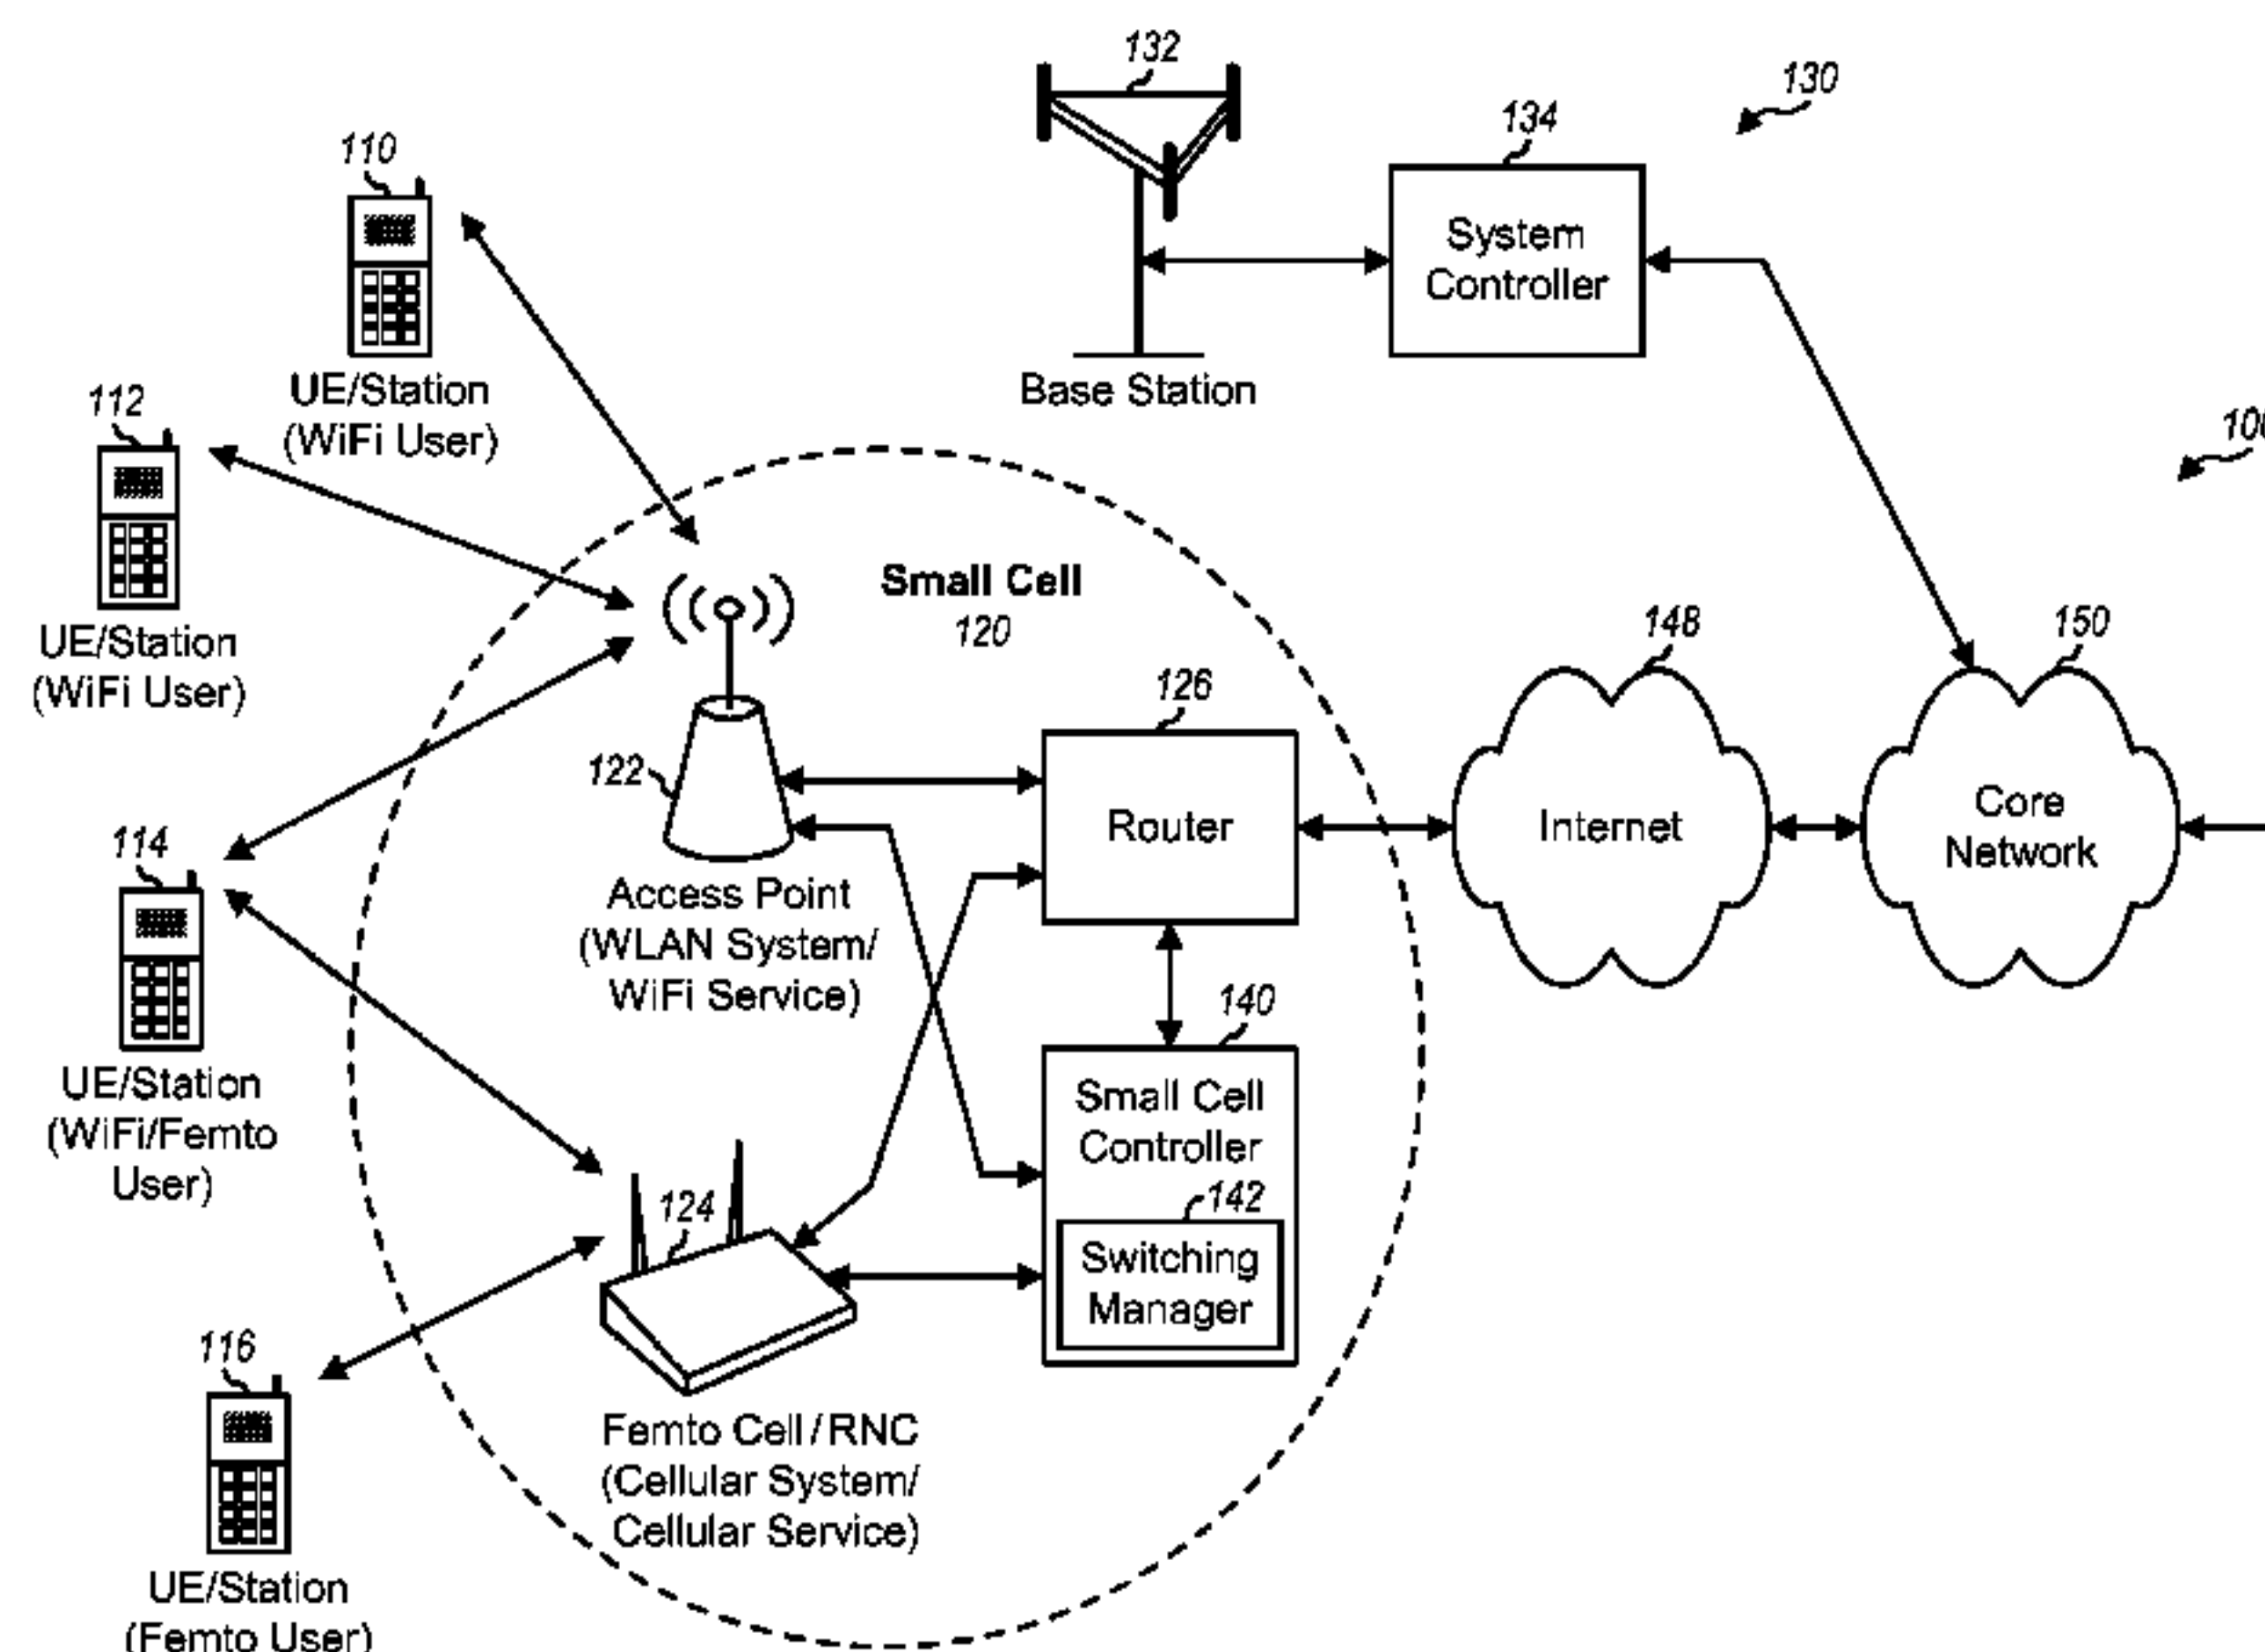 132
130
134
110
System
Controller
UE/Station
(WiFi User)
Base Station
112
UE/Station
(WiFi User)
Small Cell
120
148
150
126
122
Router
Internet
Core
Network
114
Access Point
(WLAN System/
WiFi Service)
UE/Station
(WiFi/Femto
User)
140
Small Cell
Controller
142
Switching
Manager
124
116
Femto Cell/RNC
(Cellular System/
Cellular Service)
UE/Station
(Femto User)